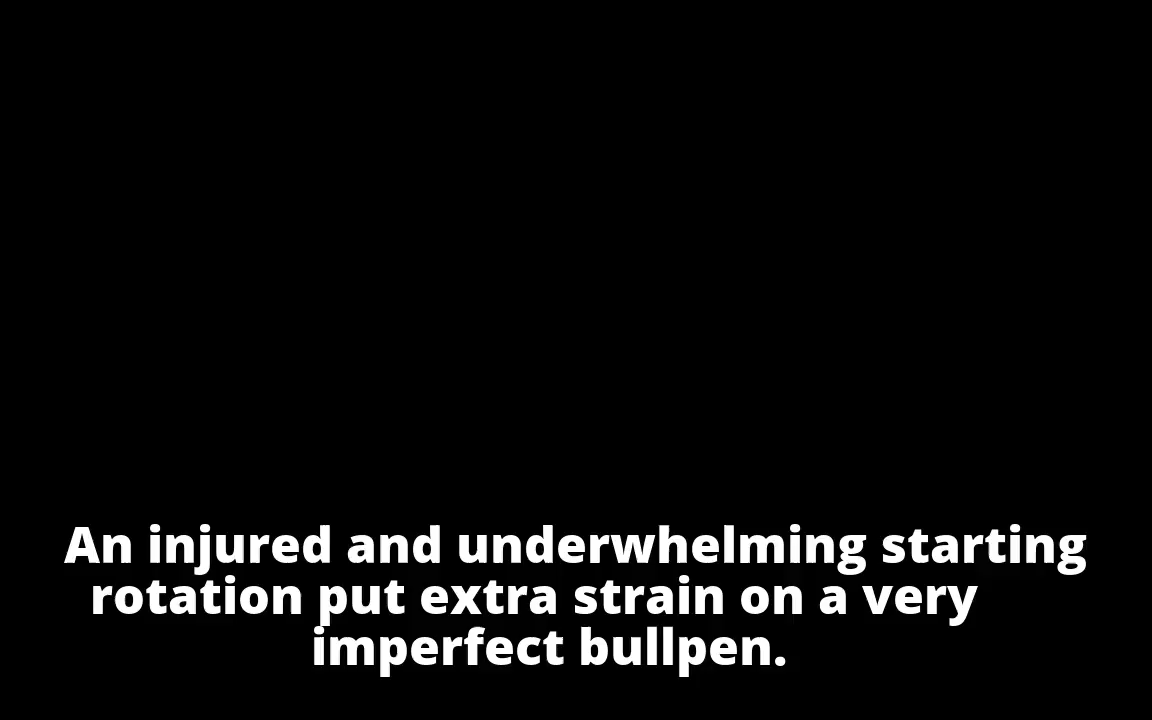 An injured and underwhelming starting
rotation put extra strain on a very
imperfect bullpen.